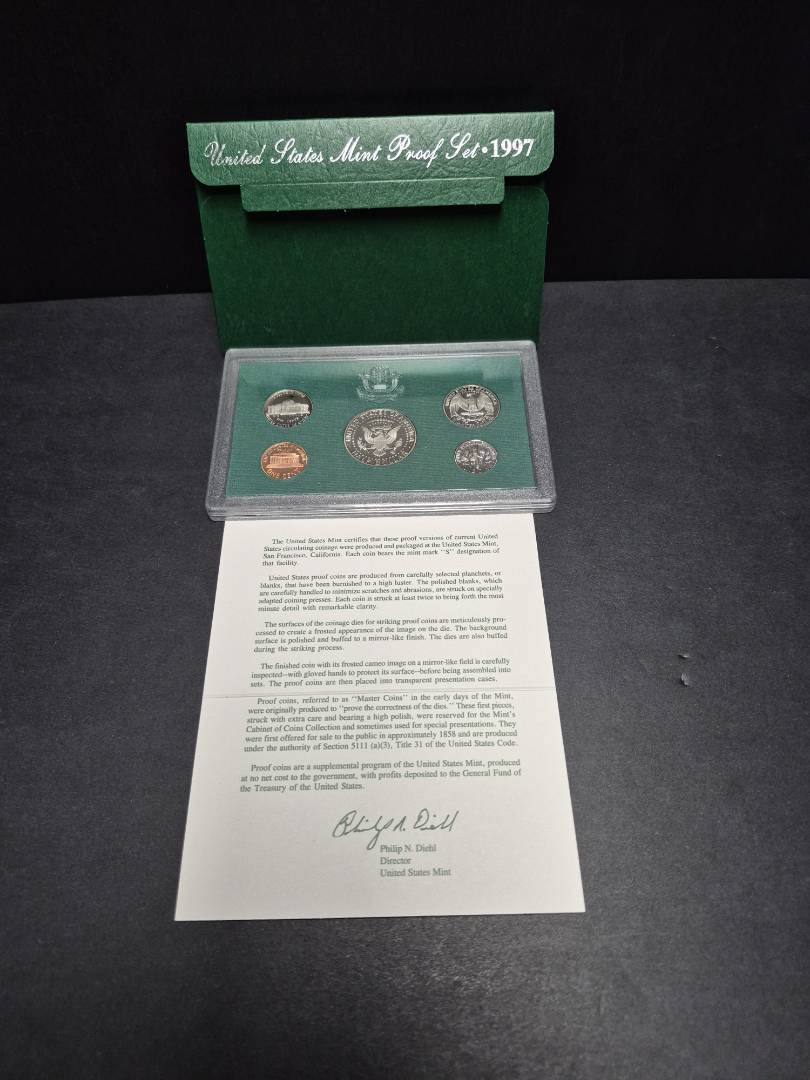 United States Mint Proof Set • 1997
UNITED STATES OF AMERICA
HALF DOLLAR
ONE CENT
The United States Mint certifies that these proof versions of current United
States circulating coinage were produced and packaged at the United States Mint,
San Francisco, California. Each coin bears the mint mark "S" designation of
that facility.
United States proof coins are produced from carefully selected planchets, or
blanks, that have been burnished to a high luster. The polished blanks, which
are carefully handled to minimize scratches and abrasions, are struck on specially
adapted coining presses. Each coin is struck at least twice to bring forth the most
minute detail with remarkable clarity.
The surfaces of the coinage dies for striking proof coins are meticulously pro-
cessed to create a frosted appearance of the image on the die. The background
surface is polished and buffed to a mirror-like finish. The dies are also buffed
during the striking process.
The finished coin with its frosted cameo image on a mirror-like field is carefully
inspected--with gloved hands to protect its surface--before being assembled into
sets. The proof coins are then placed into transparent presentation cases.
Proof coins, referred to as "Master Coins" in the early days of the Mint,
were originally produced to "prove the correctness of the dies." These first pieces,
struck with extra care and bearing a high polish, were reserved for the Mint's
Cabinet of Coins Collection and sometimes used for special presentations. They
were first offered for sale to the public in approximately 1858 and are produced
under the authority of Section 5111 (a)(3), Title 31 of the United States Code.
Proof coins are a supplemental program of the United States Mint, produced
at no net cost to the government, with profits deposited to the General Fund of
the Treasury of the United States.
Philip N. Diehl
Philip N. Diehl
Director
United States Mint